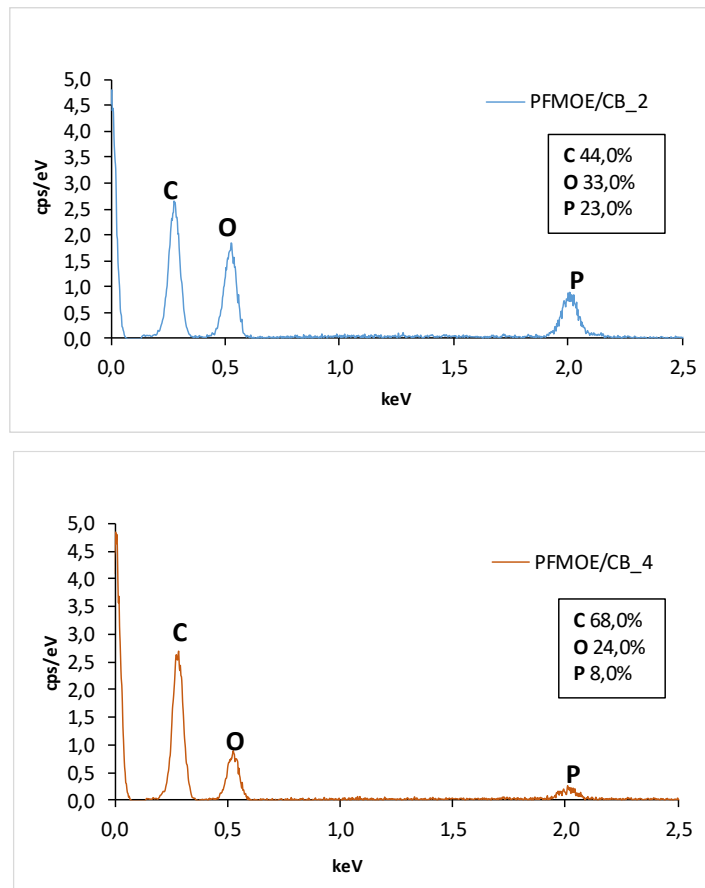 5,0
4,5
4,0
3,5
3,0
2,5
2,0
1,5
1,0
0,5
0,0
cps/eV
C
O
P
PFMOE/CB_2
C 44,0%
O 33,0%
P 23,0%
0,0 0,5 1,0 1,5 2,0 2,5
keV
5,0
4,5
4,0
3,5
3,0
2,5
2,0
1,5
1,0
0,5
0,0
cps/eV
C
O
P
PFMOE/CB_4
C 68,0%
O 24,0%
P 8,0%
0,0 0,5 1,0 1,5 2,0 2,5
keV